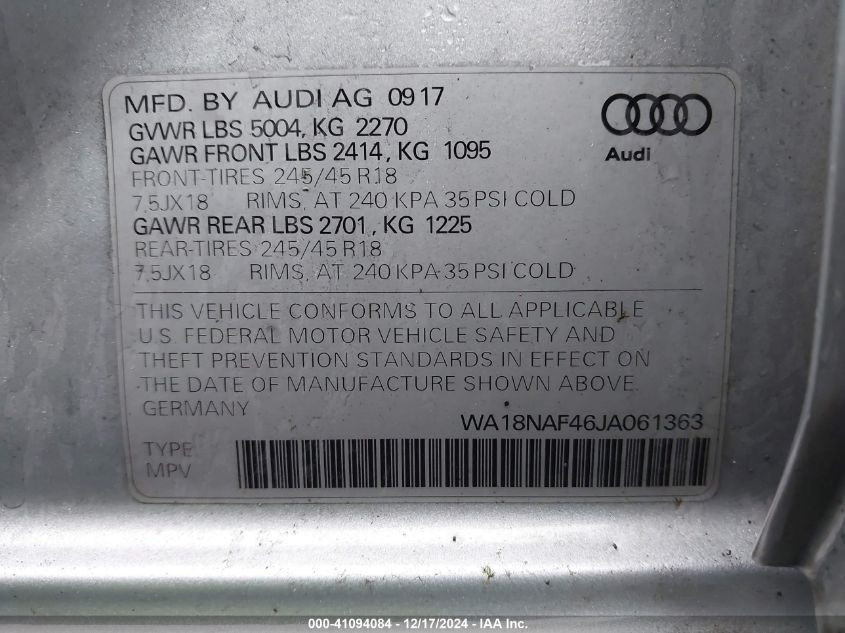 MFD. BY AUDI AG 0917
GVWR LBS 5004, KG 2270
GAWR FRONT LBS 2414, KG 1095
FRONT-TIRES 245/45 R18
7,5JX18 RIMS, AT 240 KPA 35 PSI COLD
GAWR REAR LBS 2701, KG 1225
REAR-TIRES 245/45 R18
7,5JX18 RIMS, AT 240 KPA 35 PSI COLD
Audi
THIS VEHICLE CONFORMS TO ALL APPLICABLE
U.S. FEDERAL MOTOR VEHICLE SAFETY AND
THEFT PREVENTION STANDARDS IN EFFECT ON
THE DATE OF MANUFACTURE SHOWN ABOVE.
GERMANY
WA18NAF46JA061363
TYPE
MPV
000-41094084 - 12/17/2024 - IAA Inc.